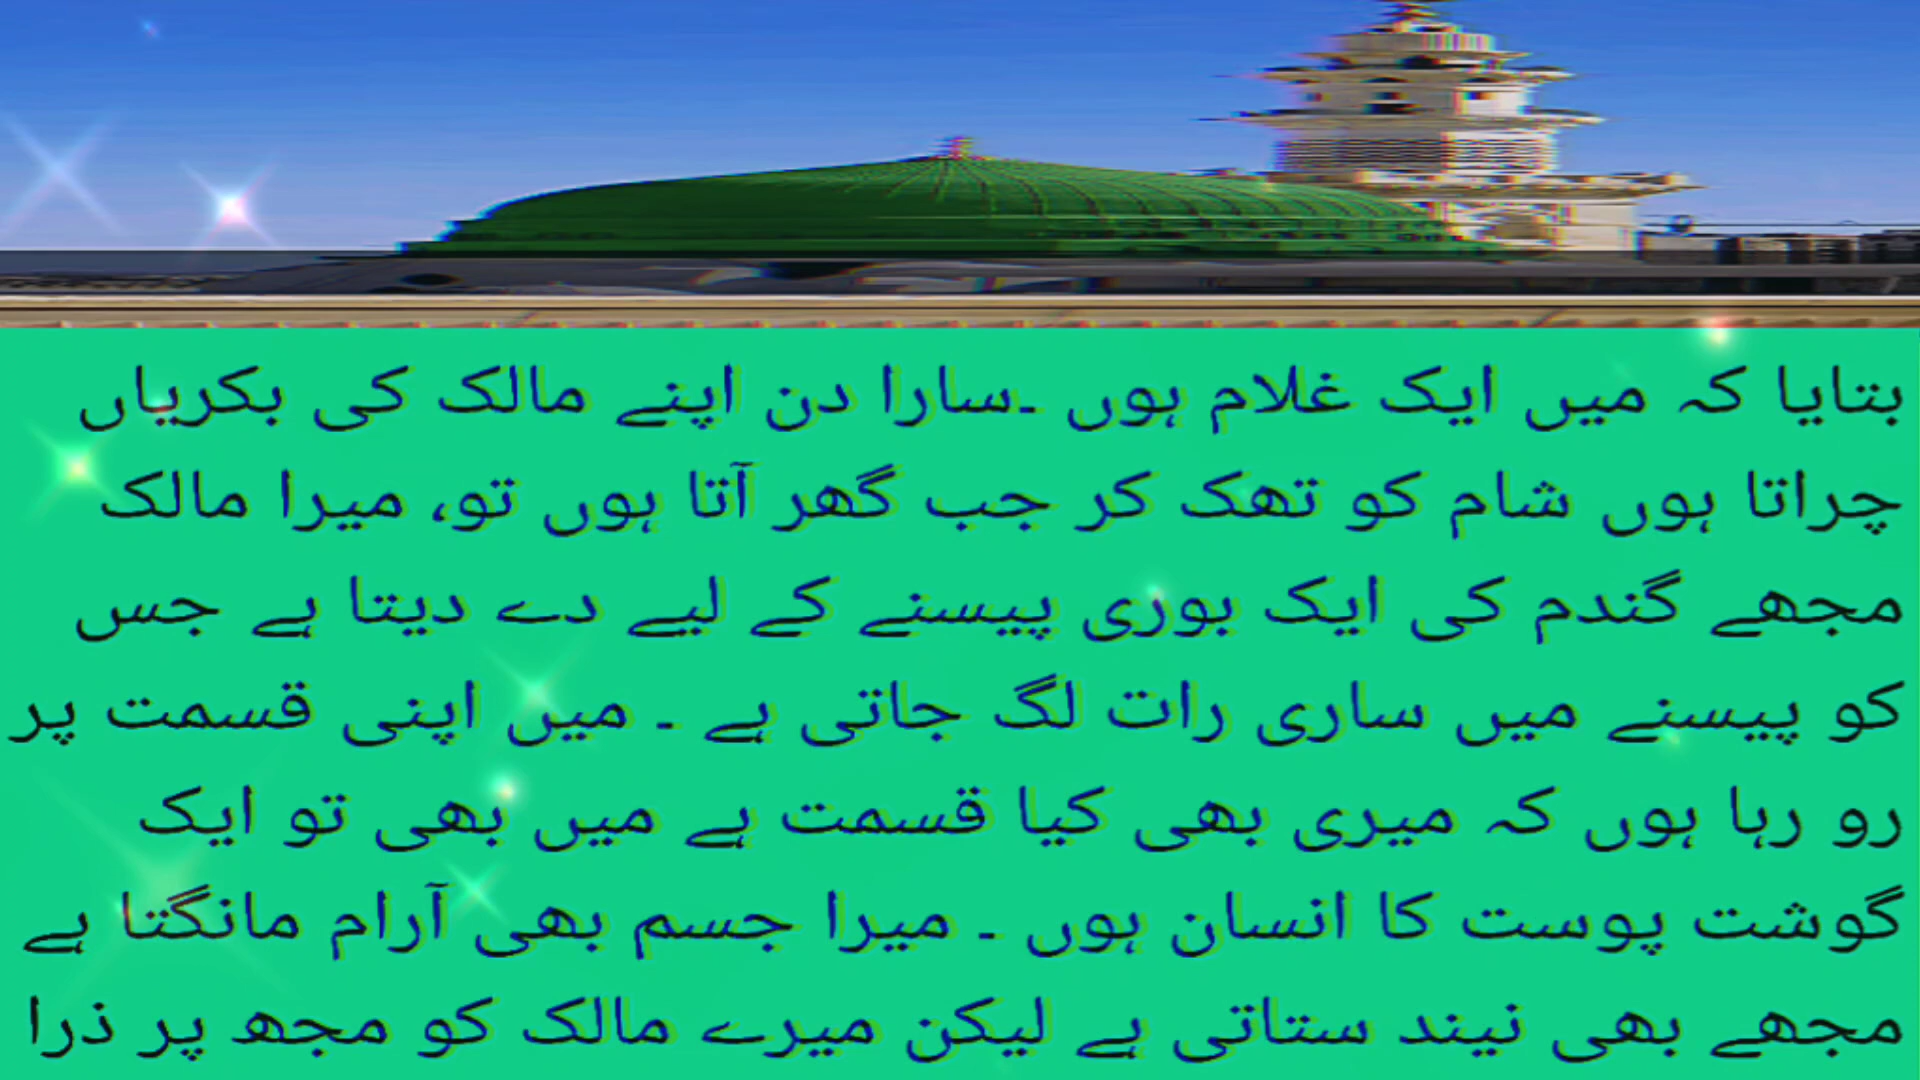 بتایا کہ میں ایک غلام ہوں ۔سارا دن اپنے مالک کی بکریاں
چراتا ہوں شام کو تھک کر جب گھر آتا ہوں تو، میرا مالک
مجھے گندم کی ایک بوری پیسنے کے لیے دے دیتا ہے جس
کو پیسنے میں ساری رات لگ جاتی ہے ۔ میں اپنی قسمت پر
رو رہا ہوں کہ میری بھی کیا قسمت ہے میں بھی تو ایک
گوشت پوست کا انسان ہوں ۔ میرا جسم بھی آرام مانگتا ہے
مجھے بھی نیند ستاتی ہے لیکن میرے مالک کو مجھ پر ذرا